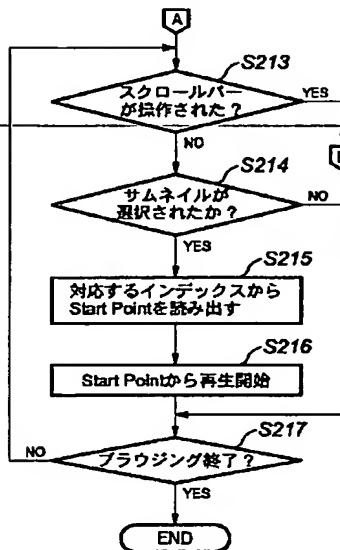 A
S213
スクロールバー
が操作された？
YES
NO
S214
サムネイルが
選択されたか？
NO
YES
S215
対応するインデックスから
Start Pointを読み出す
S216
Start Pointから再生開始
S217
NO
ブラウジング終了？
YES
END